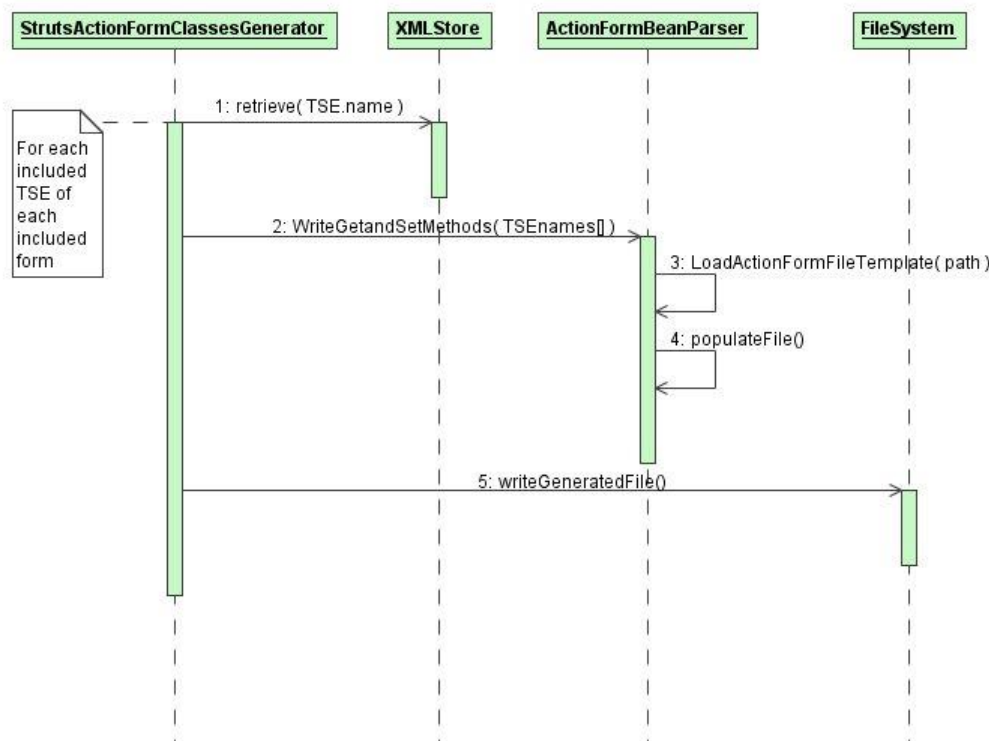 StrutsActionFormClassesGenerator
XMLStore
ActionFormBeanParser
FileSystem
1: retrieve( TSE.name )
For each
included
TSE of
each
included
form
2: WriteGetandSetMethods( TSEnames[] )
3: LoadActionFormFileTemplate( path )
4: populateFile()
5: writeGeneratedFile()